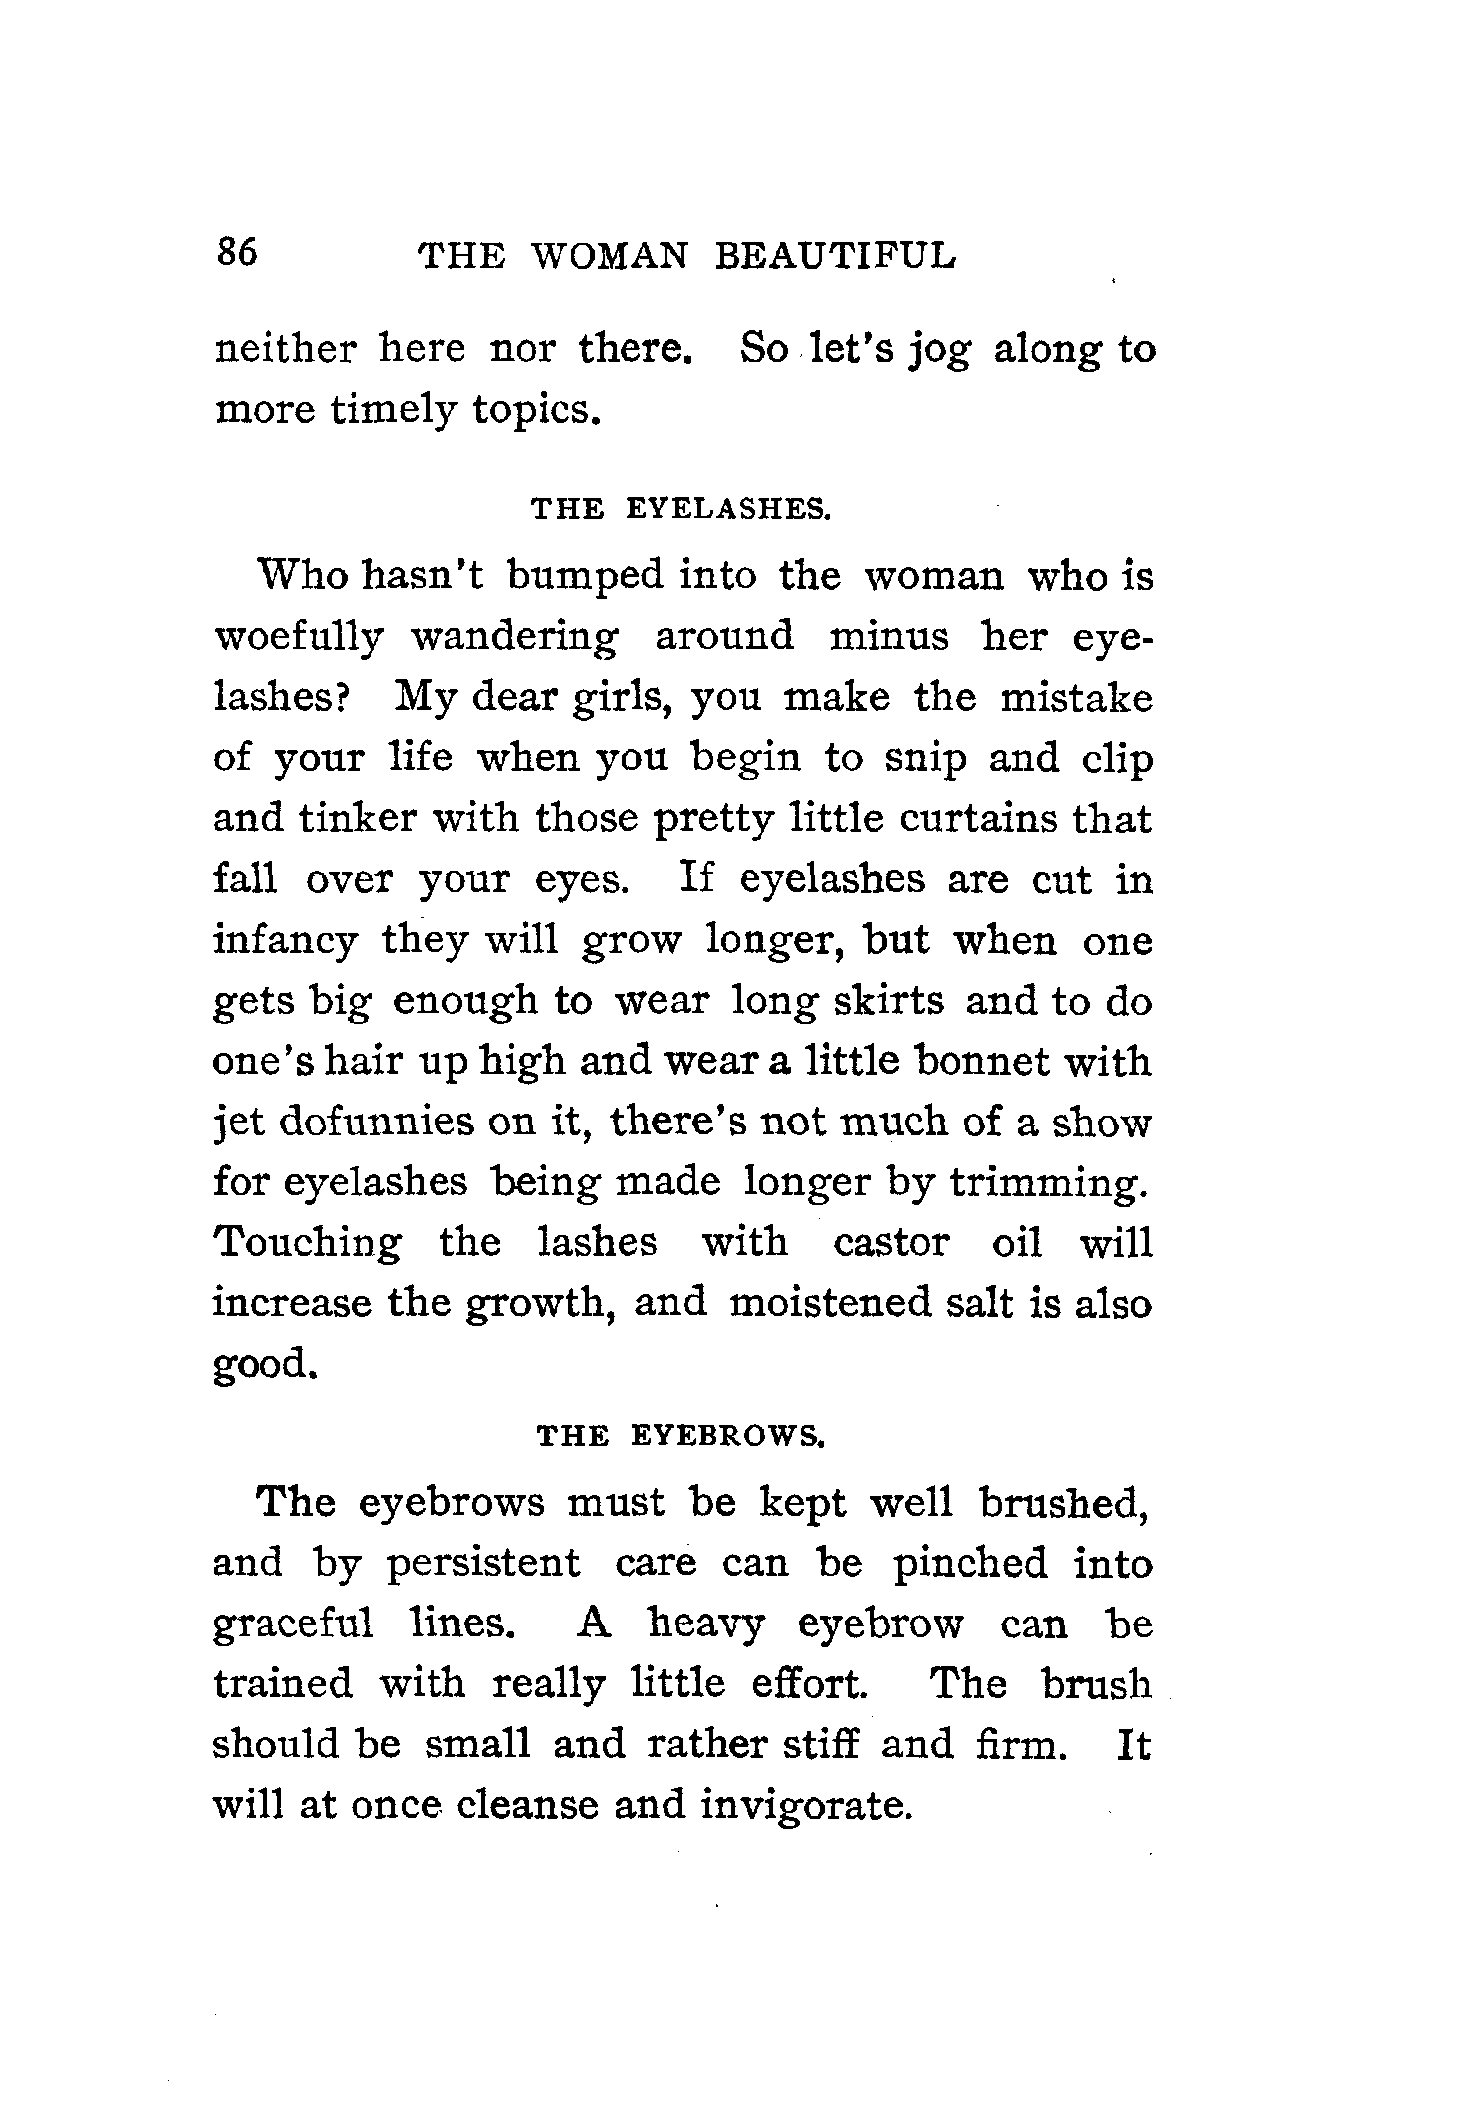 86 THE WOMAN BEAUTIFUL
neither here nor there. So let's jog along to
more timely topics.
THE EYELASHES.
Who hasn't bumped into the woman who is
woefully wandering around minus her eye-
lashes? My dear girls, you make the mistake
of your life when you begin to snip and clip
and tinker with those pretty little curtains that
fall over your eyes. If eyelashes are cut in
infancy they will grow longer, but when one
gets big enough to wear long skirts and to do
one's hair up high and wear a little bonnet with
jet dofunnies on it, there's not much of a show
for eyelashes being made longer by trimming.
Touching the lashes with castor oil will
increase the growth, and moistened salt is also
good.
THE EYEBROWS.
The eyebrows must be kept well brushed,
and by persistent care can be pinched into
graceful lines. A heavy eyebrow can be
trained with really little effort. The brush
should be small and rather stiff and firm. It
will at once cleanse and invigorate.